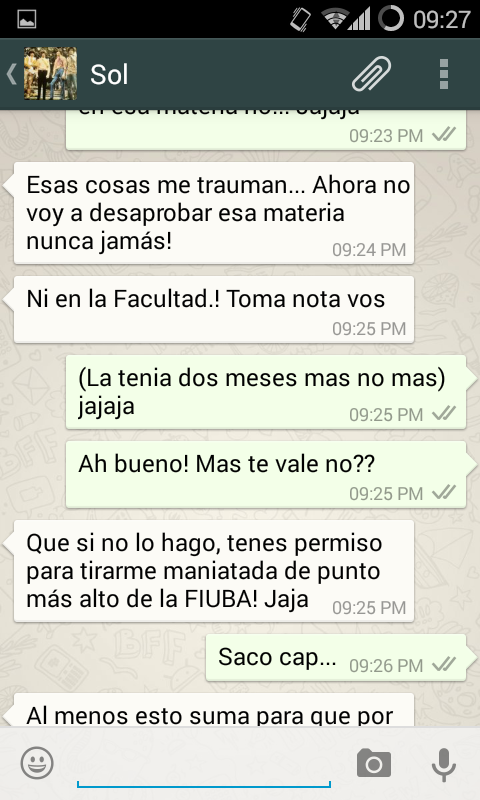 09:27
Sol
en esa materia no... Jajaja
09:23 PM
Esas cosas me trauman... Ahora no
voy a desaprobar esa materia
nunca jamás!
09:24 PM
Ni en la Facultad.! Toma nota vos
09:25 PM
(La tenia dos meses mas no mas)
jajaja
09:25 PM
Ah bueno! Mas te vale no??
09:25 PM
Que si no lo hago, tenes permiso
para tirarme maniatada de punto
más alto de la FIUBA! Jaja
09:25 PM
Saco cap...
09:26 PM
Al menos esto suma para que por